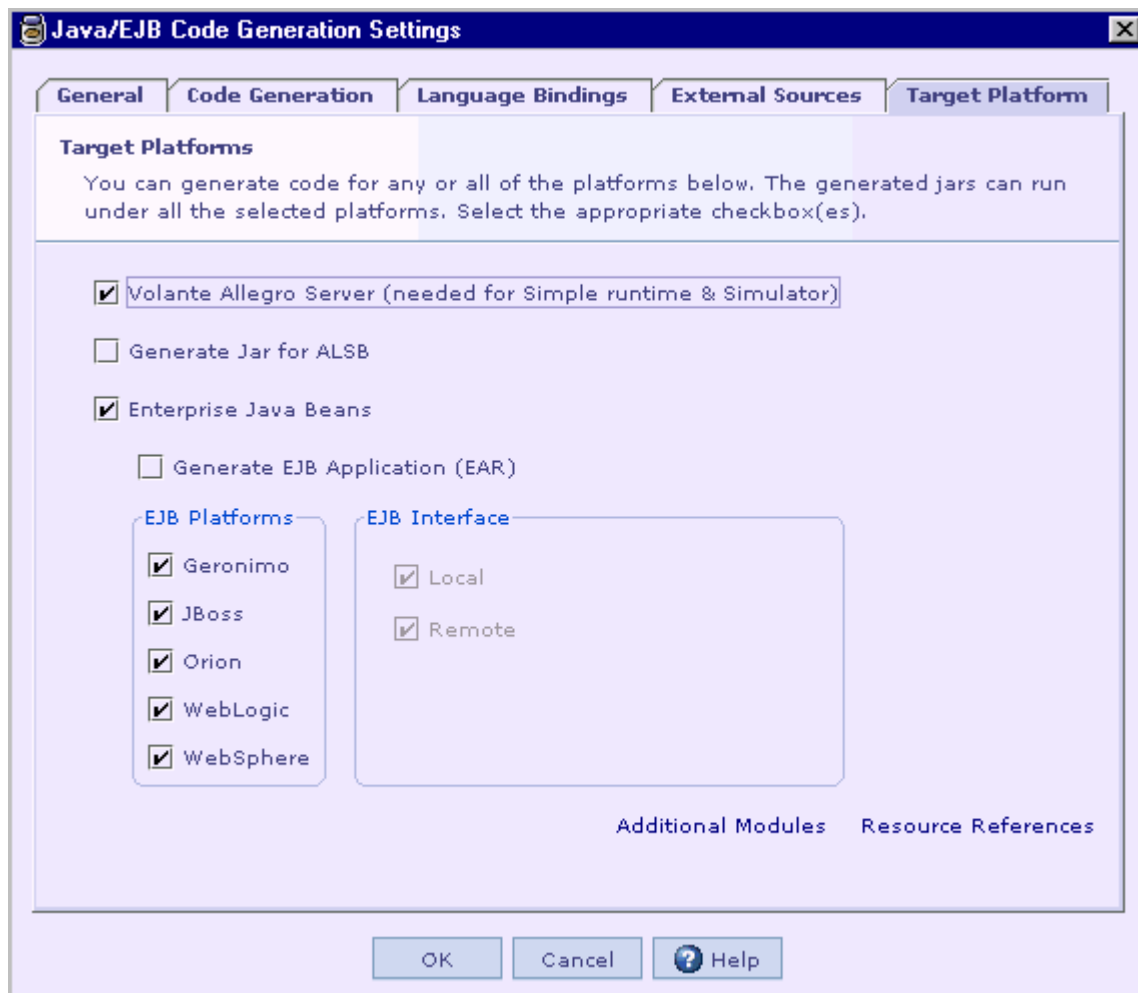 Java/EJB Code Generation Settings
General Code Generation Language Bindings External Sources Target Platform
Target Platforms
You can generate code for any or all of the platforms below. The generated jars can run
under all the selected platforms. Select the appropriate checkbox(es).
Volante Allegro Server (needed for Simple runtime & Simulator)
Generate Jar for ALSB
Enterprise Java Beans
Generate EJB Application (EAR)
EJB Platforms
Geronimo
JBoss
Orion
WebLogic
WebSphere
EJB Interface
Local
Remote
Additional Modules Resource References
OK Cancel Help